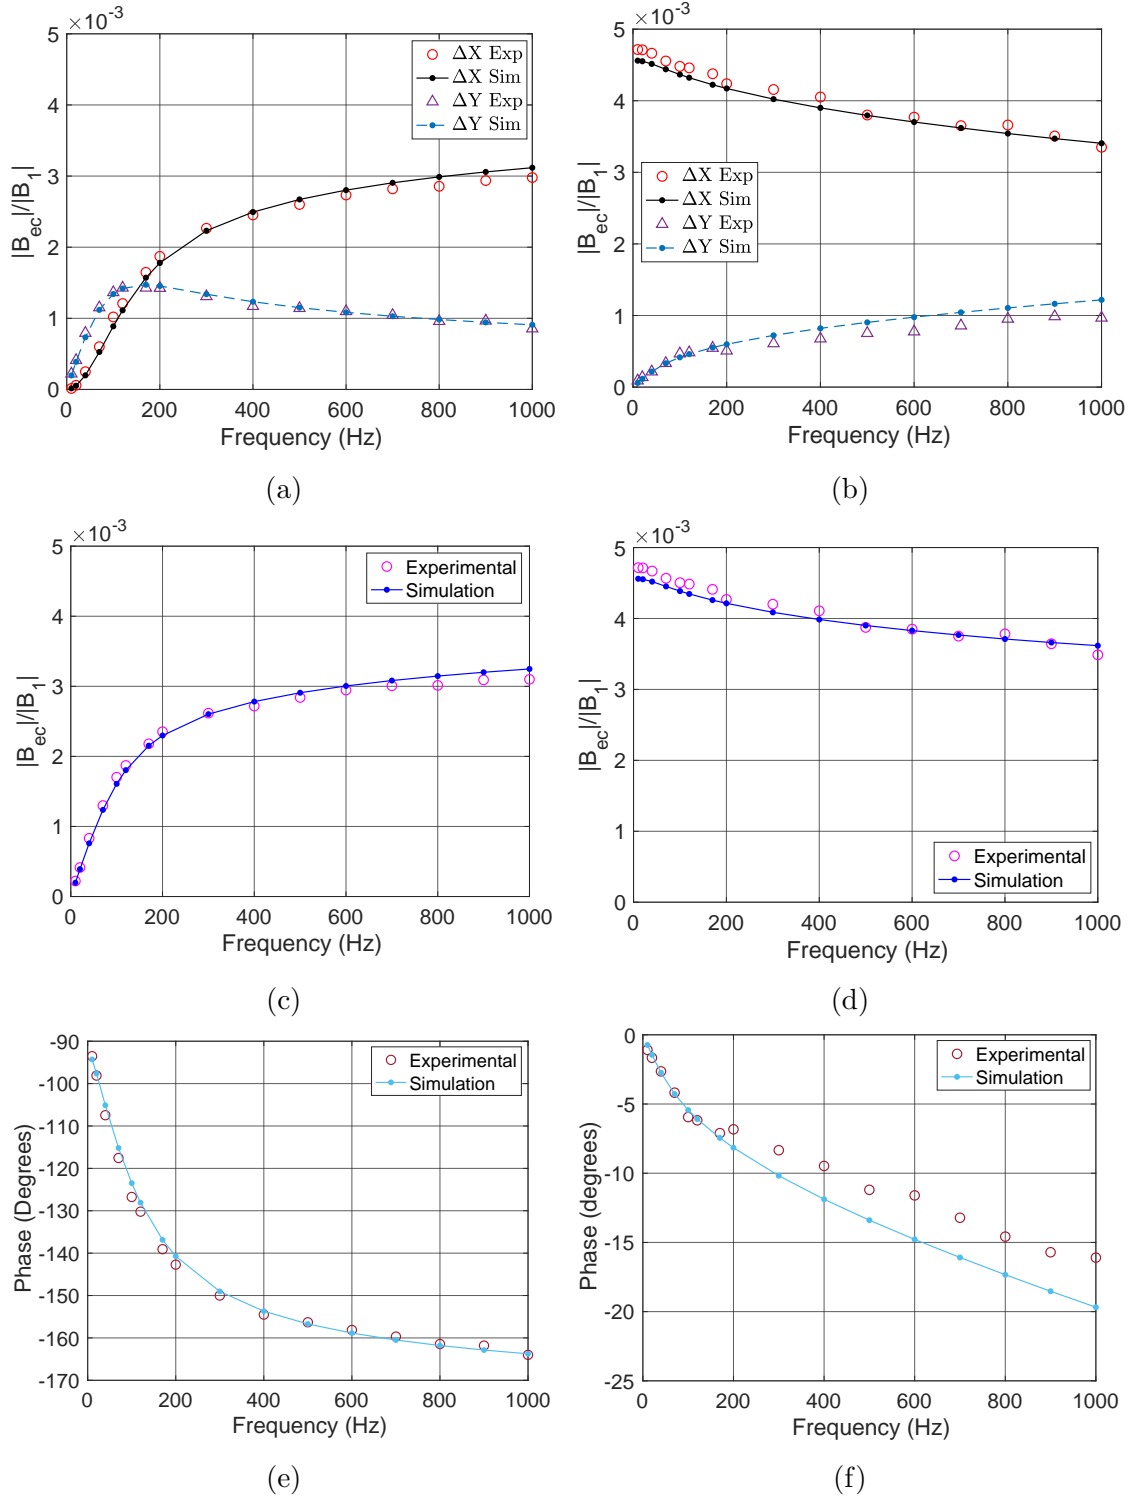 ×10⁻³
5
4
3
2
1
0
|B_ec|/|B_1|
ΔX Exp
ΔX Sim
ΔY Exp
ΔY Sim
0 200 400 600 800 1000
Frequency (Hz)
(a)
×10⁻³
5
4
3
2
1
0
|B_ec|/|B_1|
ΔX Exp
ΔX Sim
ΔY Exp
ΔY Sim
0 200 400 600 800 1000
Frequency (Hz)
(b)
×10⁻³
5
4
3
2
1
0
|B_ec|/|B_1|
Experimental
Simulation
0 200 400 600 800 1000
Frequency (Hz)
(c)
×10⁻³
5
4
3
2
1
0
|B_ec|/|B_1|
Experimental
Simulation
0 200 400 600 800 1000
Frequency (Hz)
(d)
-90
-100
-110
-120
-130
-140
-150
-160
-170
Phase (Degrees)
Experimental
Simulation
0 200 400 600 800 1000
Frequency (Hz)
(e)
0
-5
-10
-15
-20
-25
Phase (degrees)
Experimental
Simulation
0 200 400 600 800 1000
Frequency (Hz)
(f)